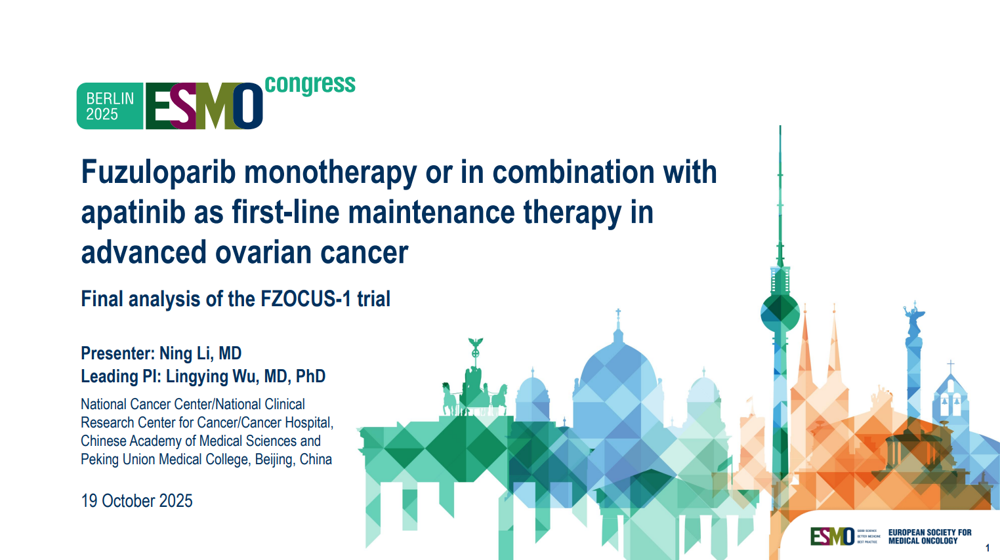 BERLIN
2025
ESMO
congress
Fuzuloparib monotherapy or in combination with
apatinib as first-line maintenance therapy in
advanced ovarian cancer
Final analysis of the FZOCUS-1 trial
Presenter: Ning Li, MD
Leading PI: Lingying Wu, MD, PhD
National Cancer Center/National Clinical
Research Center for Cancer/Cancer Hospital,
Chinese Academy of Medical Sciences and
Peking Union Medical College, Beijing, China
19 October 2025
ESMO
GOOD SCIENCE
BETTER MEDICINE
BEST PRACTICE
EUROPEAN SOCIETY FOR
MEDICAL ONCOLOGY
1